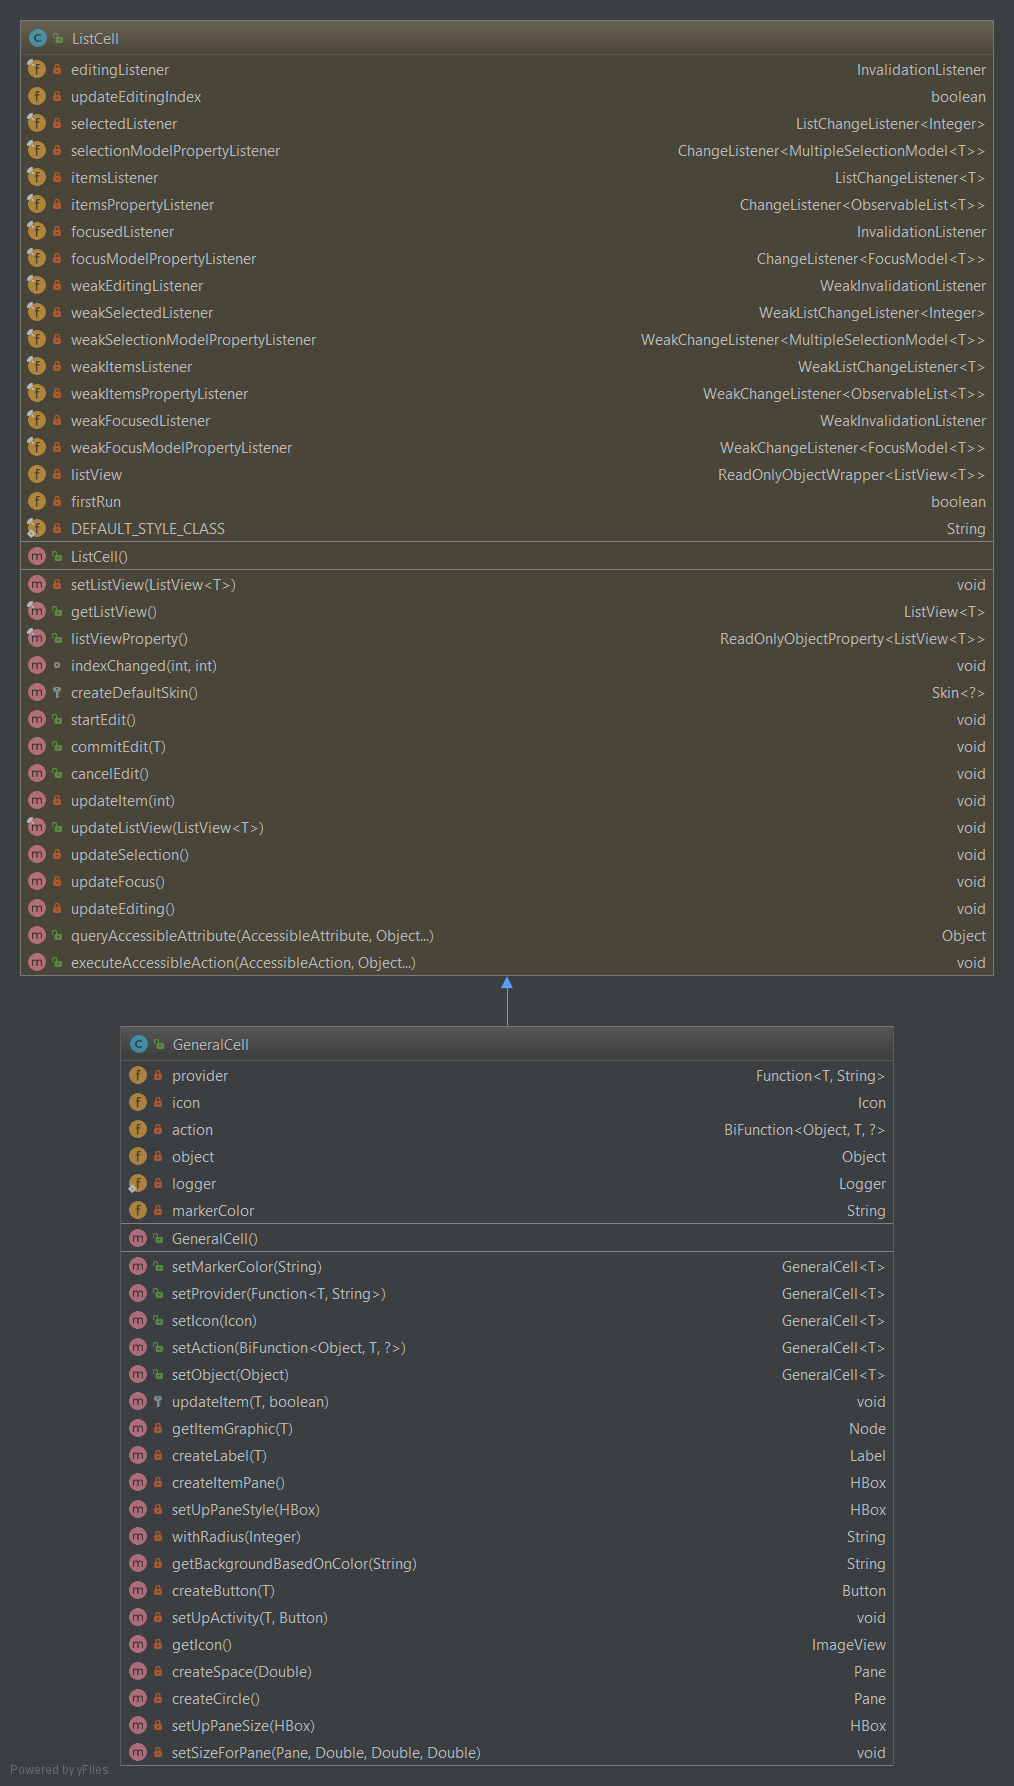 ListCell
editingListener InvalidationListener
updateEditingIndex boolean
selectedListener ListChangeListener<Integer>
selectionModelPropertyListener ChangeListener<MultipleSelectionModel<T>>
itemsListener ListChangeListener<T>
itemsPropertyListener ChangeListener<ObservableList<T>>
focusedListener InvalidationListener
focusModelPropertyListener ChangeListener<FocusModel<T>>
weakEditingListener WeakInvalidationListener
weakSelectedListener WeakListChangeListener<Integer>
weakSelectionModelPropertyListener WeakChangeListener<MultipleSelectionModel<T>>
weakItemsListener WeakListChangeListener<T>
weakItemsPropertyListener WeakChangeListener<ObservableList<T>>
weakFocusedListener WeakInvalidationListener
weakFocusModelPropertyListener WeakChangeListener<FocusModel<T>>
listView ReadOnlyObjectWrapper<ListView<T>>
firstRun boolean
DEFAULT_STYLE_CLASS String
ListCell()
setListView(ListView<T>) void
getListView() ListView<T>
listViewProperty() ReadOnlyObjectProperty<ListView<T>>
indexChanged(int, int) void
createDefaultSkin() Skin<?>
startEdit() void
commitEdit(T) void
cancelEdit() void
updateItem(int) void
updateListView(ListView<T>) void
updateSelection() void
updateFocus() void
updateEditing() void
queryAccessibleAttribute(AccessibleAttribute, Object...) Object
executeAccessibleAction(AccessibleAction, Object...) void
GeneralCell
provider Function<T, String>
icon Icon
action BiFunction<Object, T, ?>
object Object
logger Logger
markerColor String
GeneralCell()
setMarkerColor(String) GeneralCell<T>
setProvider(Function<T, String>) GeneralCell<T>
setIcon(Icon) GeneralCell<T>
setAction(BiFunction<Object, T, ?>) GeneralCell<T>
setObject(Object) GeneralCell<T>
updateItem(T, boolean) void
getItemGraphic(T) Node
createLabel(T) Label
createItemPane() HBox
setUpPaneStyle(HBox) HBox
withRadius(Integer) String
getBackgroundBasedOnColor(String) String
createButton(T) Button
setUpActivity(T, Button) void
getIcon() ImageView
createSpace(Double) Pane
createCircle() Pane
setUpPaneSize(HBox) HBox
setSizeForPane(Pane, Double, Double, Double) void
Powered by yFiles